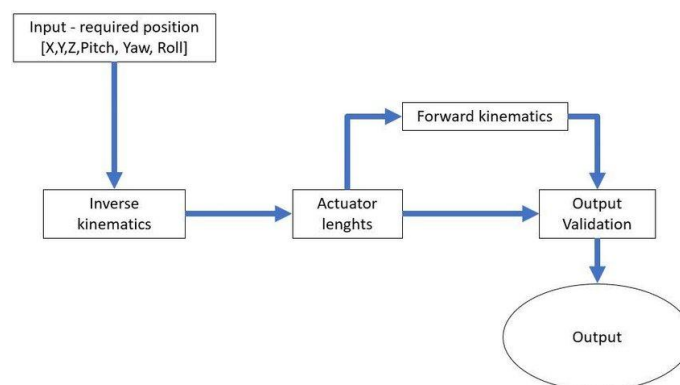 Input - required position
[X,Y,Z,Pitch, Yaw, Roll]
Forward kinematics
Inverse
kinematics
Actuator
lenghts
Output
Validation
Output